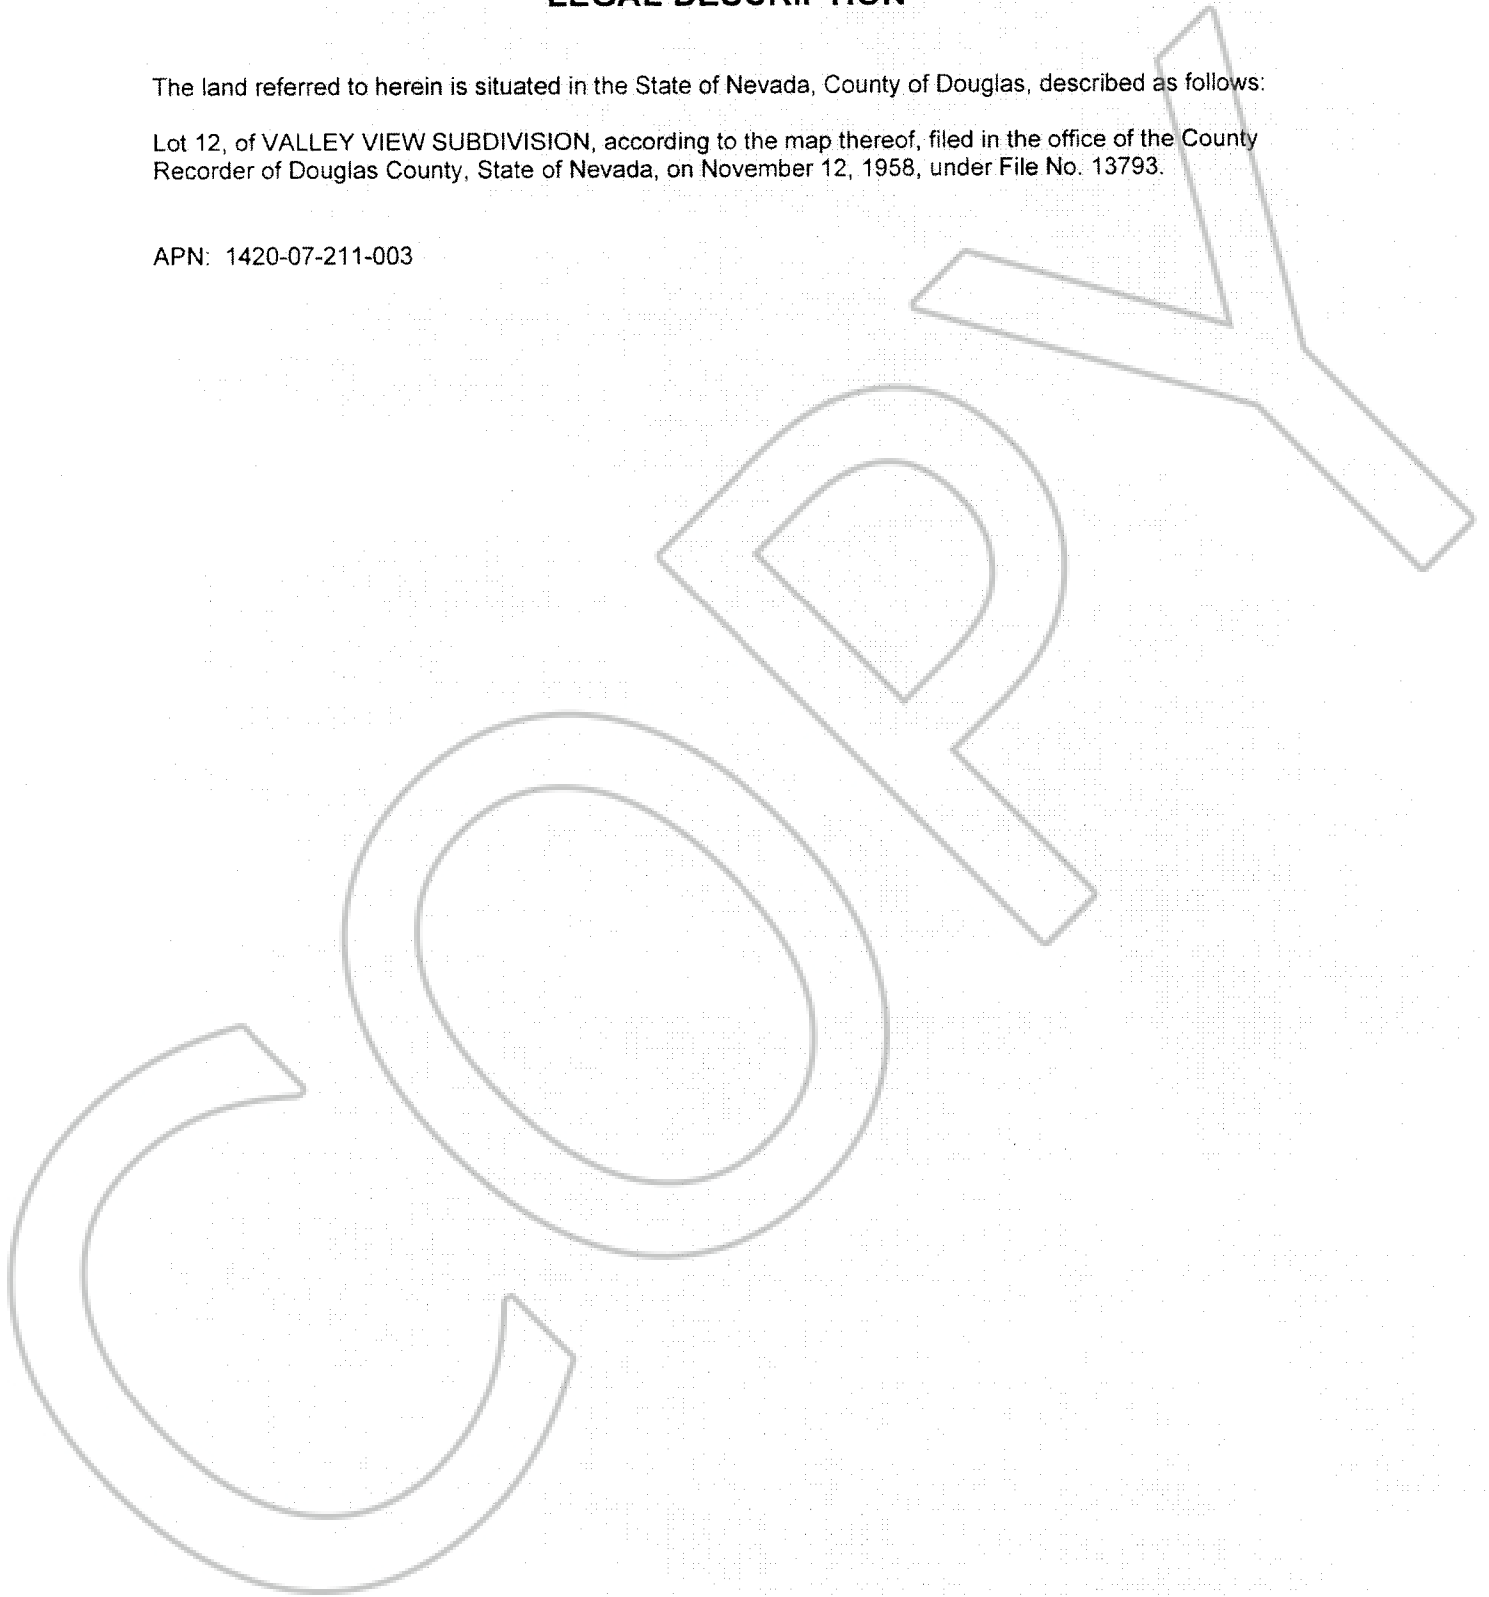 LEGAL DESCRIPTION
The land referred to herein is situated in the State of Nevada, County of Douglas, described as follows:
Lot 12, of VALLEY VIEW SUBDIVISION, according to the map thereof, filed in the office of the County
Recorder of Douglas County, State of Nevada, on November 12, 1958, under File No. 13793.
APN: 1420-07-211-003
COPY